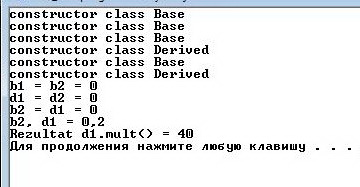 constructor class Base
constructor class Base
constructor class Base
constructor class Derived
constructor class Base
constructor class Derived
b1 = b2 = 0
d1 = d2 = 0
b2 = d1 = 0
b2, d1 = 0,2
Rezultat d1.mult() = 40
Для продолжения нажмите любую клавишу . . .